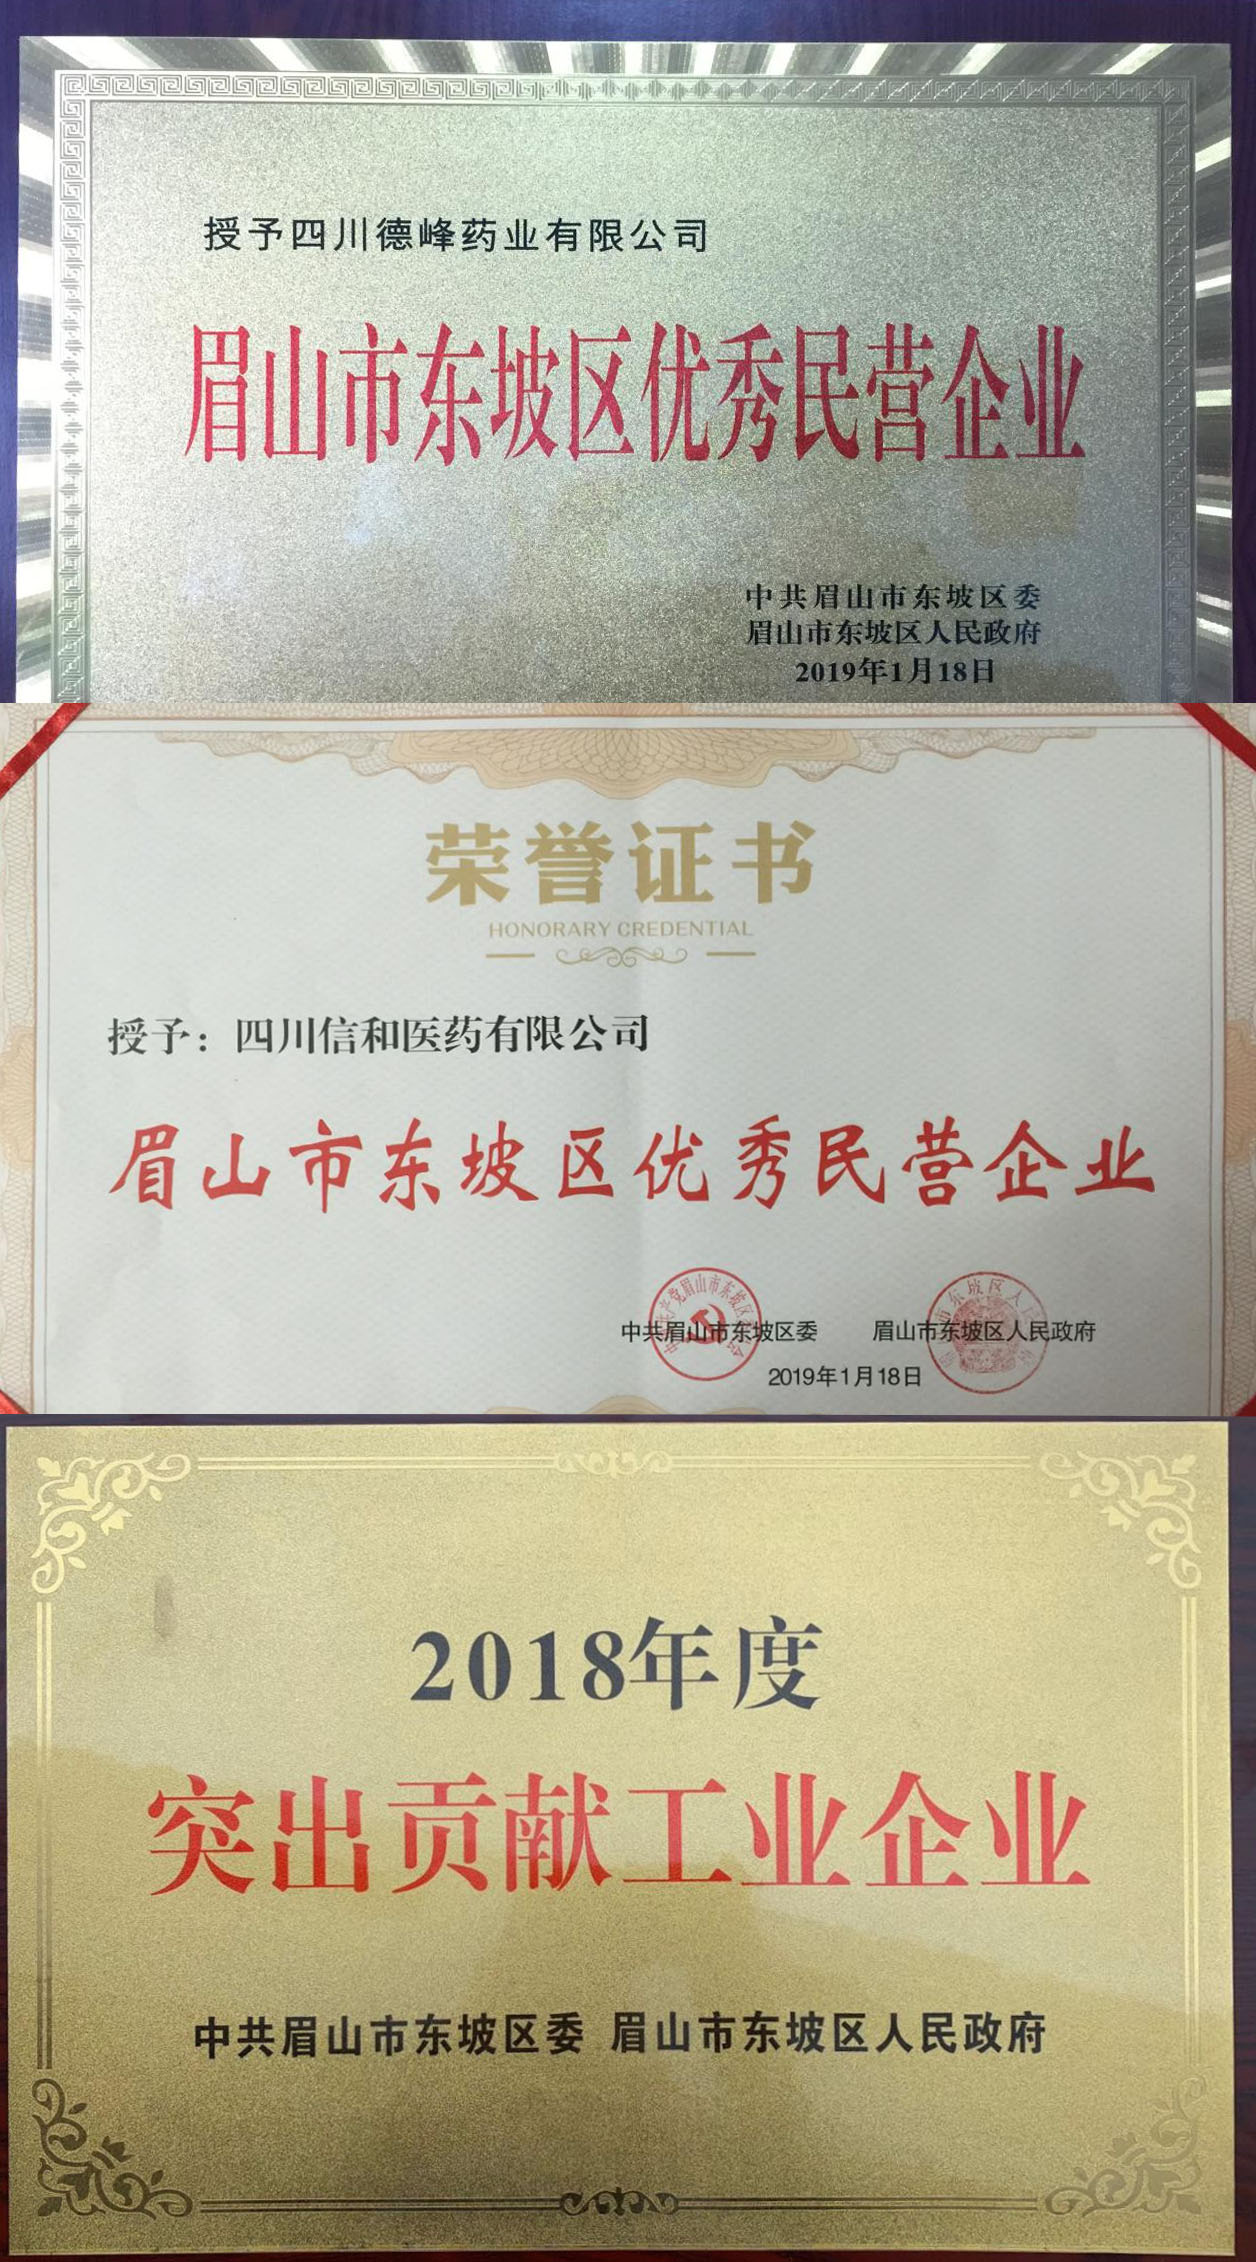 授予四川德峰药业有限公司
眉山市东坡区优秀民营企业
中共眉山市东坡区委
眉山市东坡区人民政府
2019年1月18日
荣誉证书
HONORARY CREDENTIAL
授予：四川信和医药有限公司
眉山市东坡区优秀民营企业
中共眉山市东坡区委 眉山市东坡区人民政府
2019年1月18日
2018年度
突出贡献工业企业
中共眉山市东坡区委 眉山市东坡区人民政府